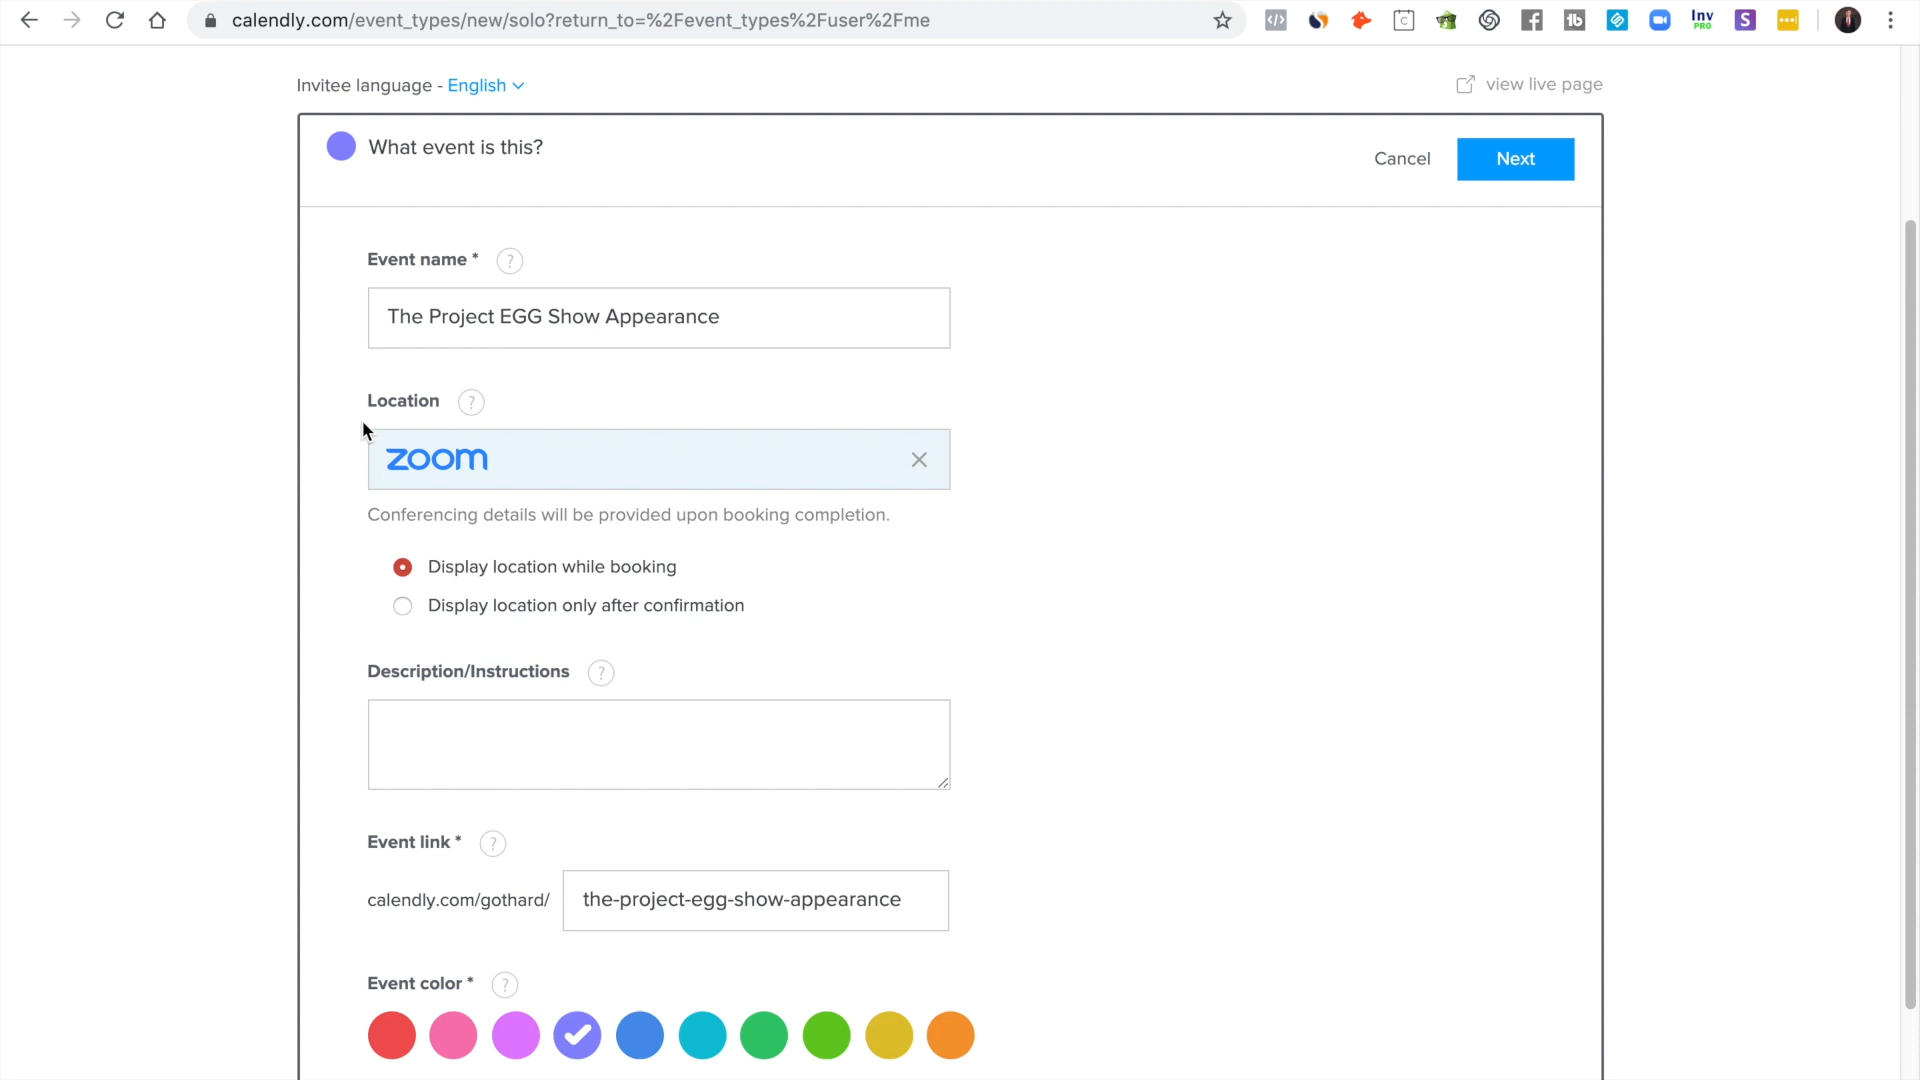 calendly.com/event_types/new/solo?return_to=%2Fevent_types%2Fuser%2Fme
Inv
PRO
Invitee language - English
view live page
What event is this?
Cancel
Next
Event name * ?
The Project EGG Show Appearance
Location ?
zoom
Conferencing details will be provided upon booking completion.
Display location while booking
Display location only after confirmation
Description/Instructions ?
Event link * ?
calendly.com/gothard/
the-project-egg-show-appearance
Event color * ?